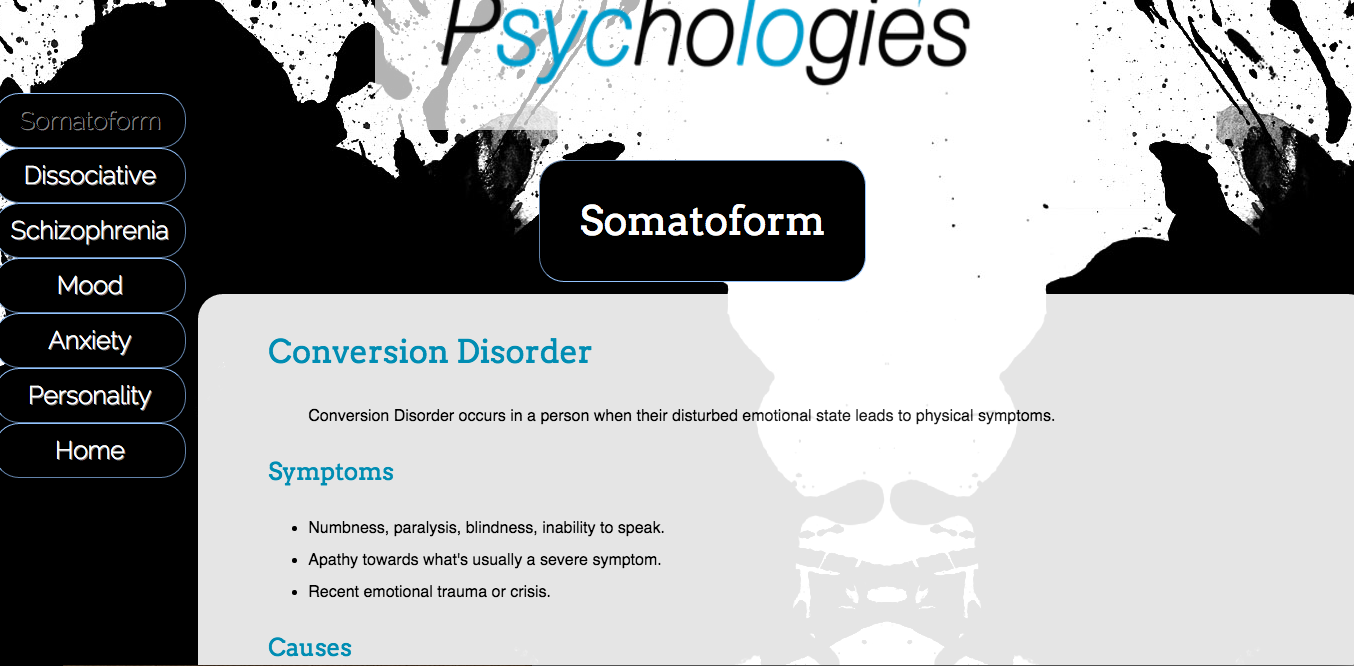 Psychologies
Somatoform
Dissociative
Schizophrenia
Mood
Anxiety
Personality
Home
Somatoform
Conversion Disorder
Conversion Disorder occurs in a person when their disturbed emotional state leads to physical symptoms.
Symptoms
• Numbness, paralysis, blindness, inability to speak.
• Apathy towards what's usually a severe symptom.
• Recent emotional trauma or crisis.
Causes